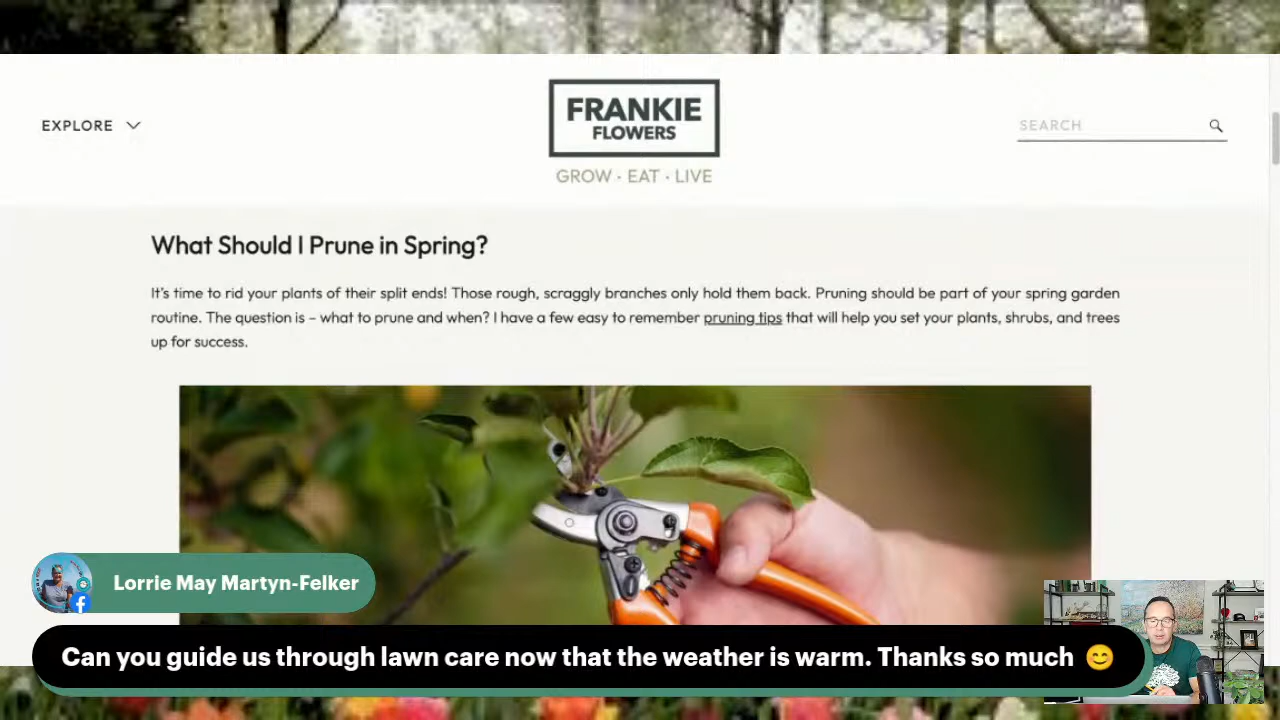 EXPLORE
FRANKIE
FLOWERS
GROW · EAT · LIVE
SEARCH
What Should I Prune in Spring?
It's time to rid your plants of their split ends! Those rough, scraggly branches only hold them back. Pruning should be part of your spring garden
routine. The question is – what to prune and when? I have a few easy to remember pruning tips that will help you set your plants, shrubs, and trees
up for success.
Lorrie May Martyn-Felker
Can you guide us through lawn care now that the weather is warm. Thanks so much 😊